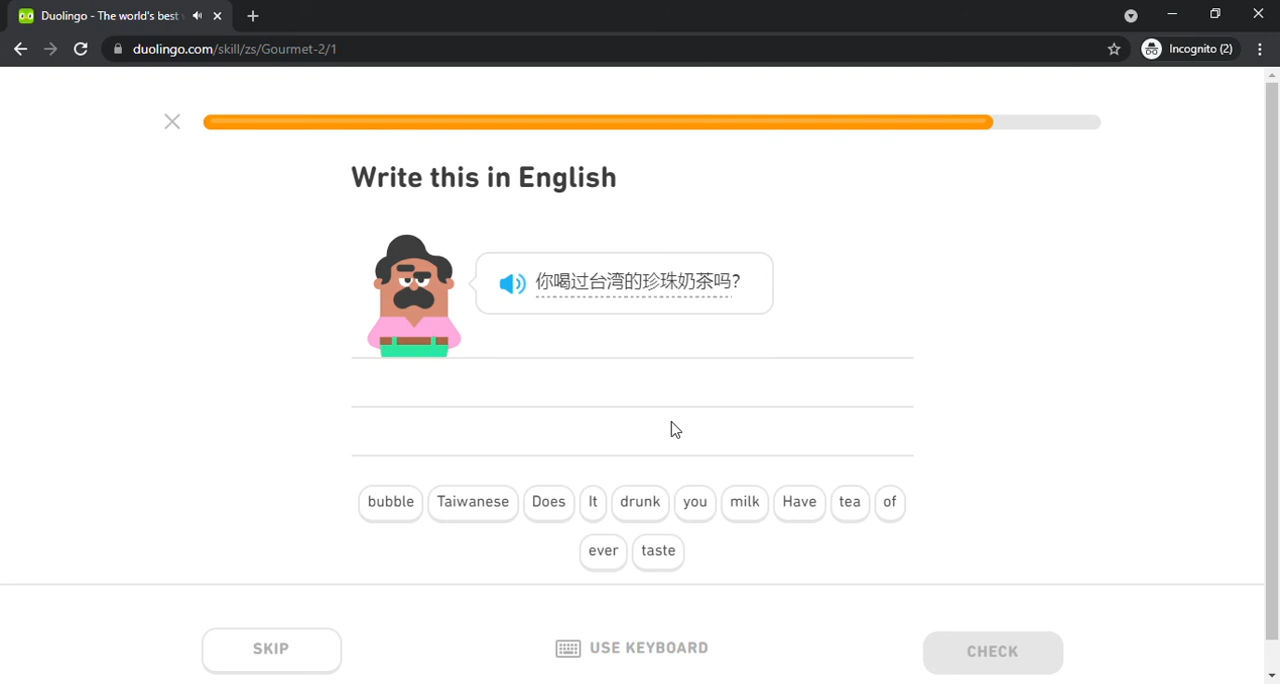 Duolingo - The world's best
duolingo.com/skill/zs/Gourmet-2/1
Incognito (2)
Write this in English
你喝过台湾的珍珠奶茶吗?
bubble Taiwanese Does It drunk you milk Have tea of
ever taste
SKIP
USE KEYBOARD
CHECK